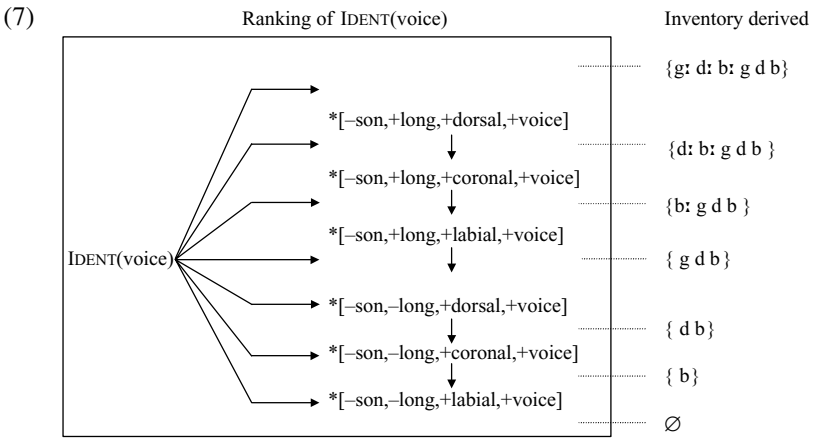 (7) Ranking of IDENT(voice) Inventory derived
{gː dː bː g d b}
*[–son,+long,+dorsal,+voice]
{dː bː g d b }
*[–son,+long,+coronal,+voice]
{bː g d b }
*[–son,+long,+labial,+voice]
IDENT(voice) { g d b}
*[–son,–long,+dorsal,+voice]
{ d b}
*[–son,–long,+coronal,+voice]
{ b}
*[–son,–long,+labial,+voice]
∅